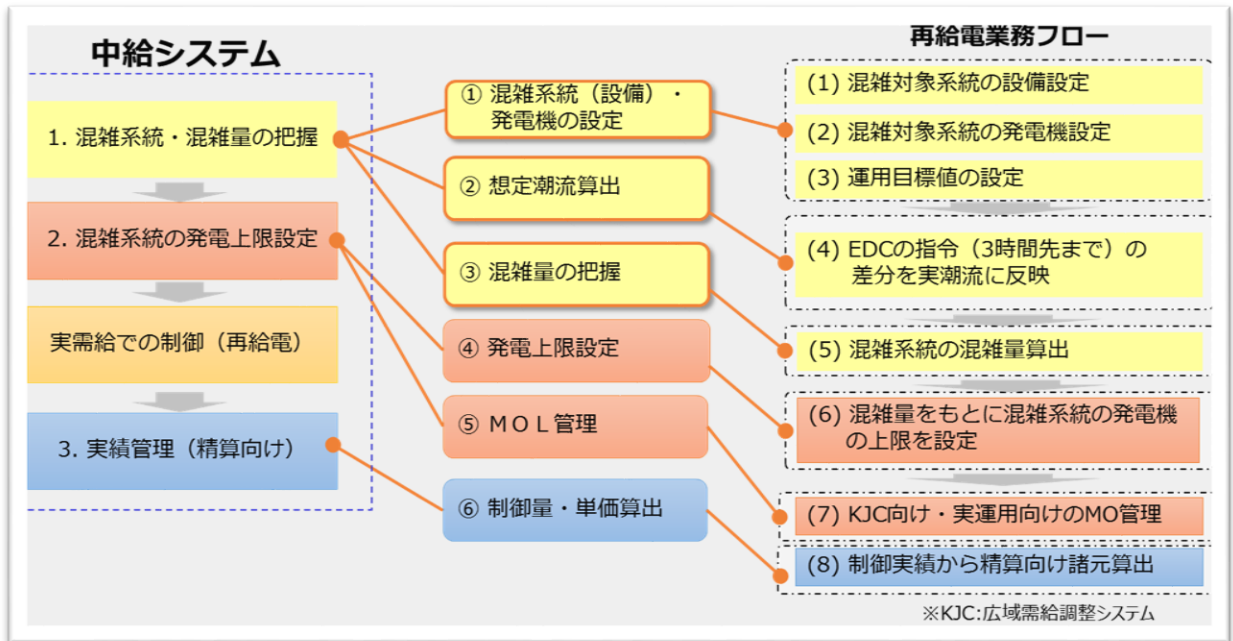 中給システム
1. 混雑系統・混雑量の把握
2. 混雑系統の発電上限設定
実需給での制御（再給電）
3. 実績管理（精算向け）
① 混雑系統（設備）・
発電機の設定
② 想定潮流算出
③ 混雑量の把握
④ 発電上限設定
⑤ ＭＯＬ管理
⑥ 制御量・単価算出
再給電業務フロー
(1) 混雑対象系統の設備設定
(2) 混雑対象系統の発電機設定
(3) 運用目標値の設定
(4) EDCの指令（3時間先まで）の
差分を実潮流に反映
(5) 混雑系統の混雑量算出
(6) 混雑量をもとに混雑系統の発電機
の上限を設定
(7) KJC向け・実運用向けのMO管理
(8) 制御実績から精算向け諸元算出
※KJC:広域需給調整システム